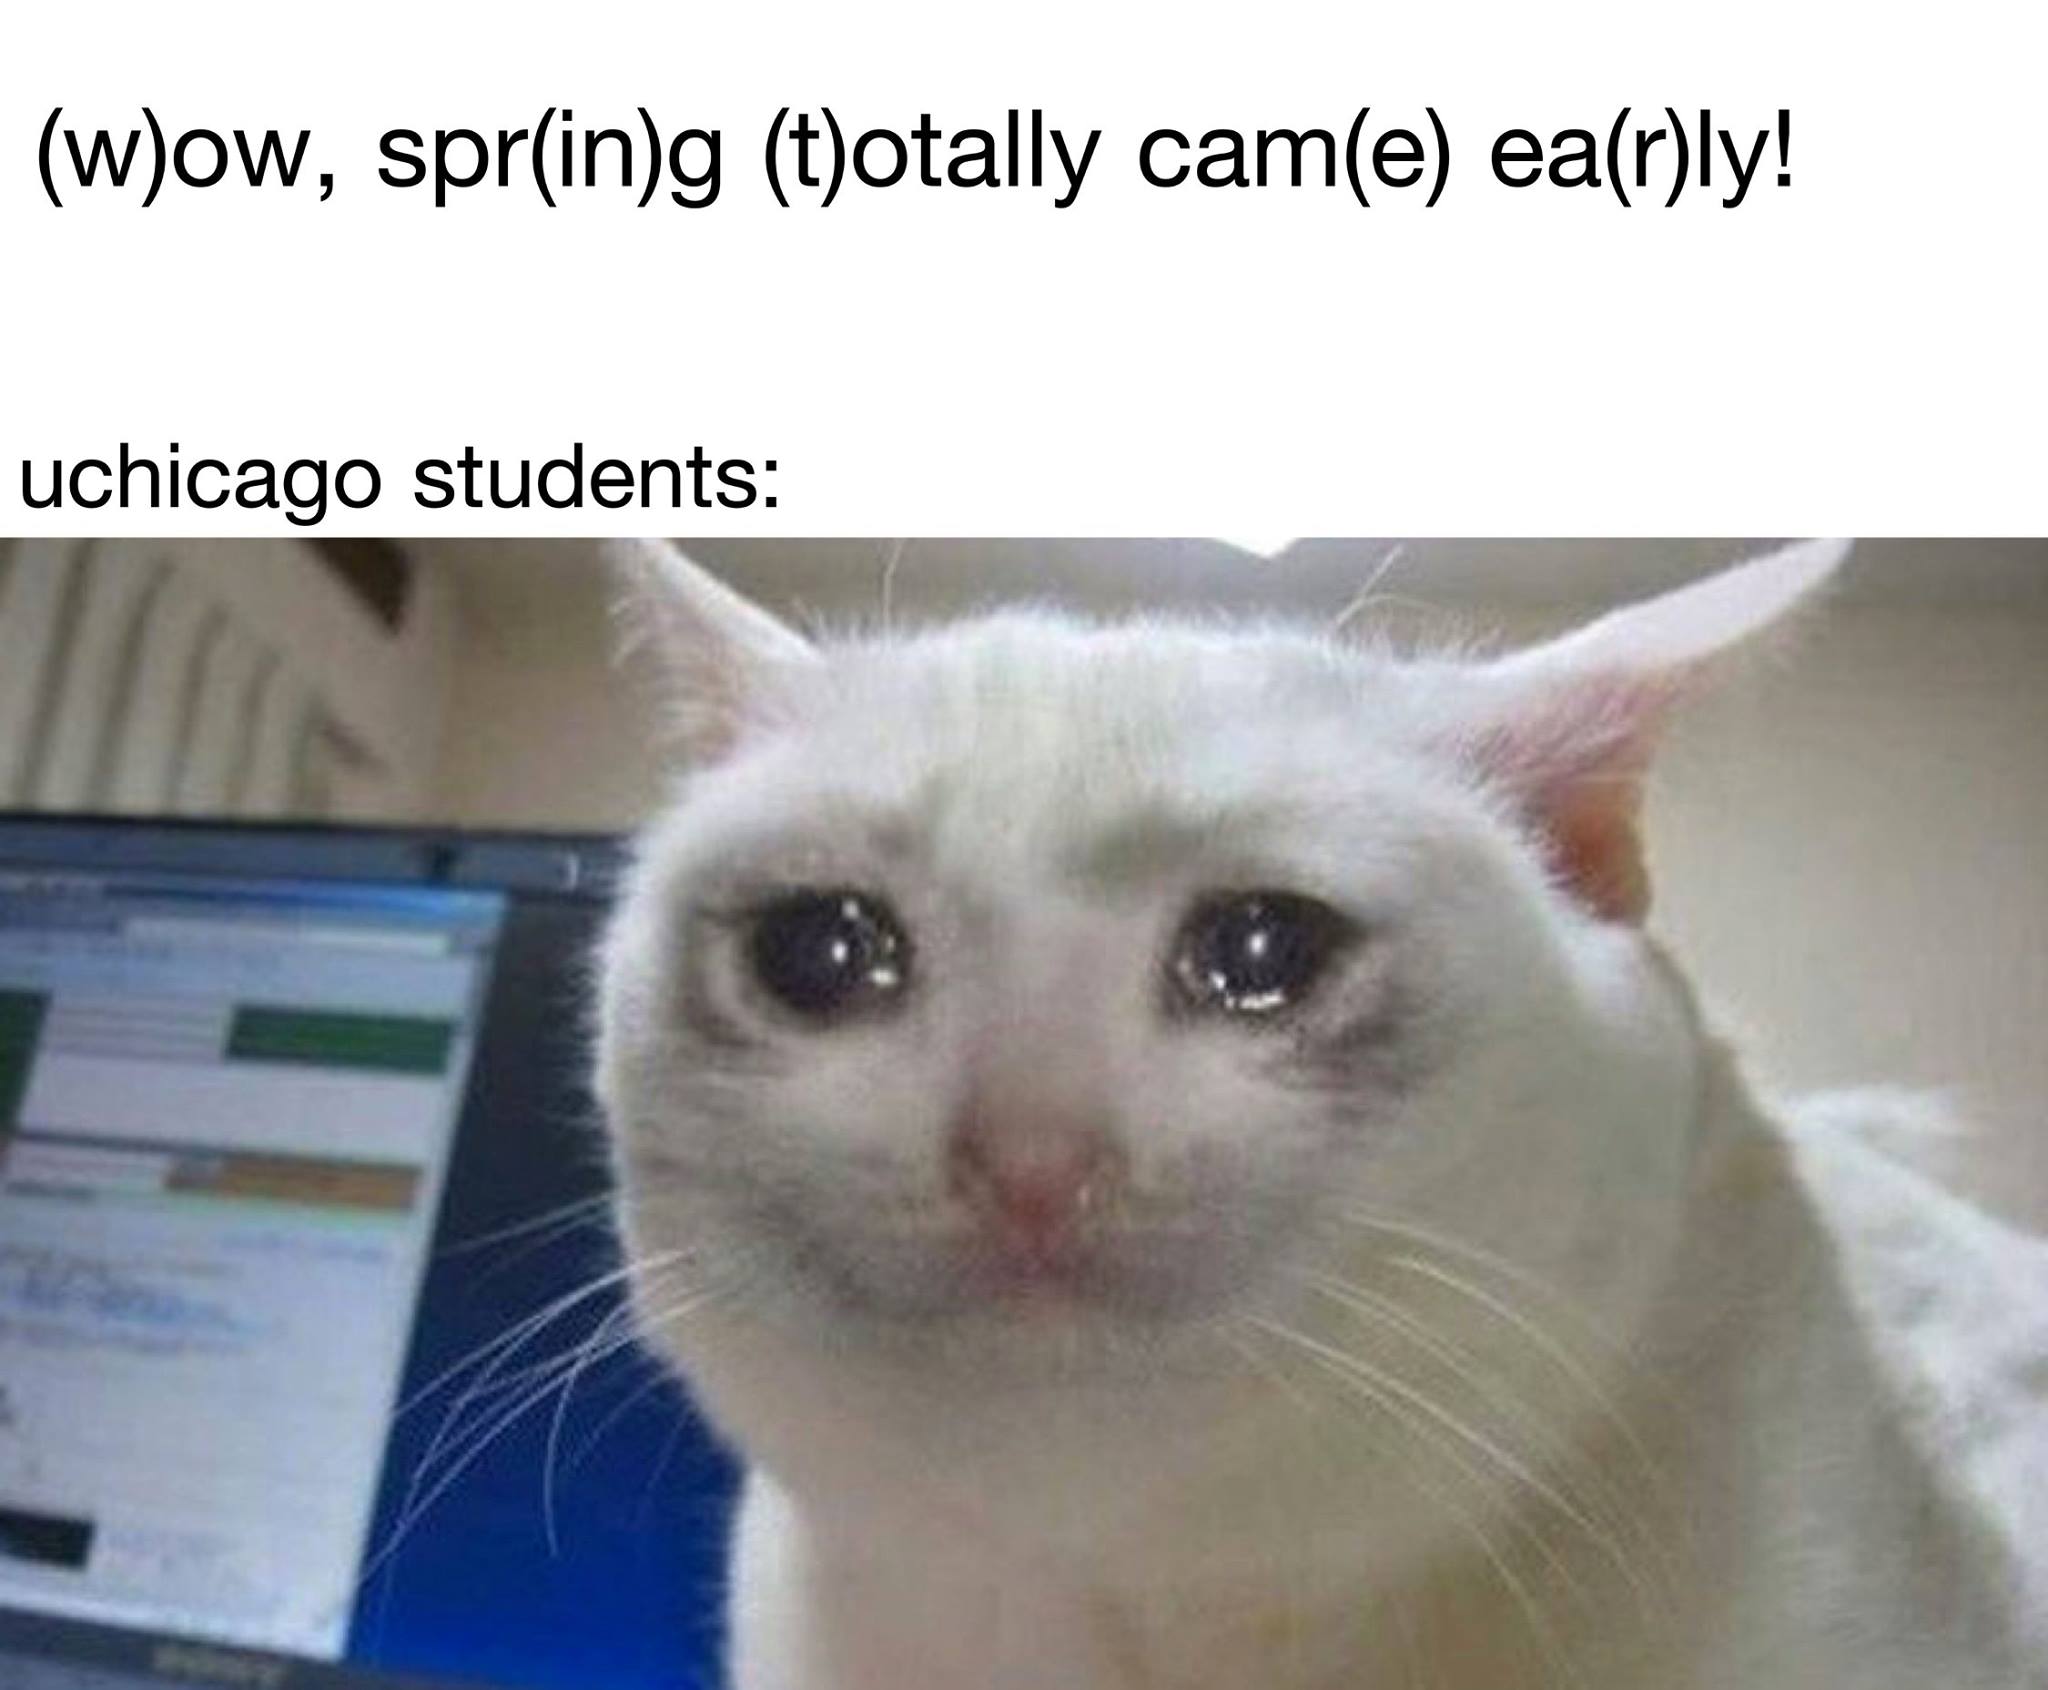 (w)ow, spr(in)g (t)otally cam(e) ea(r)ly!
uchicago students: